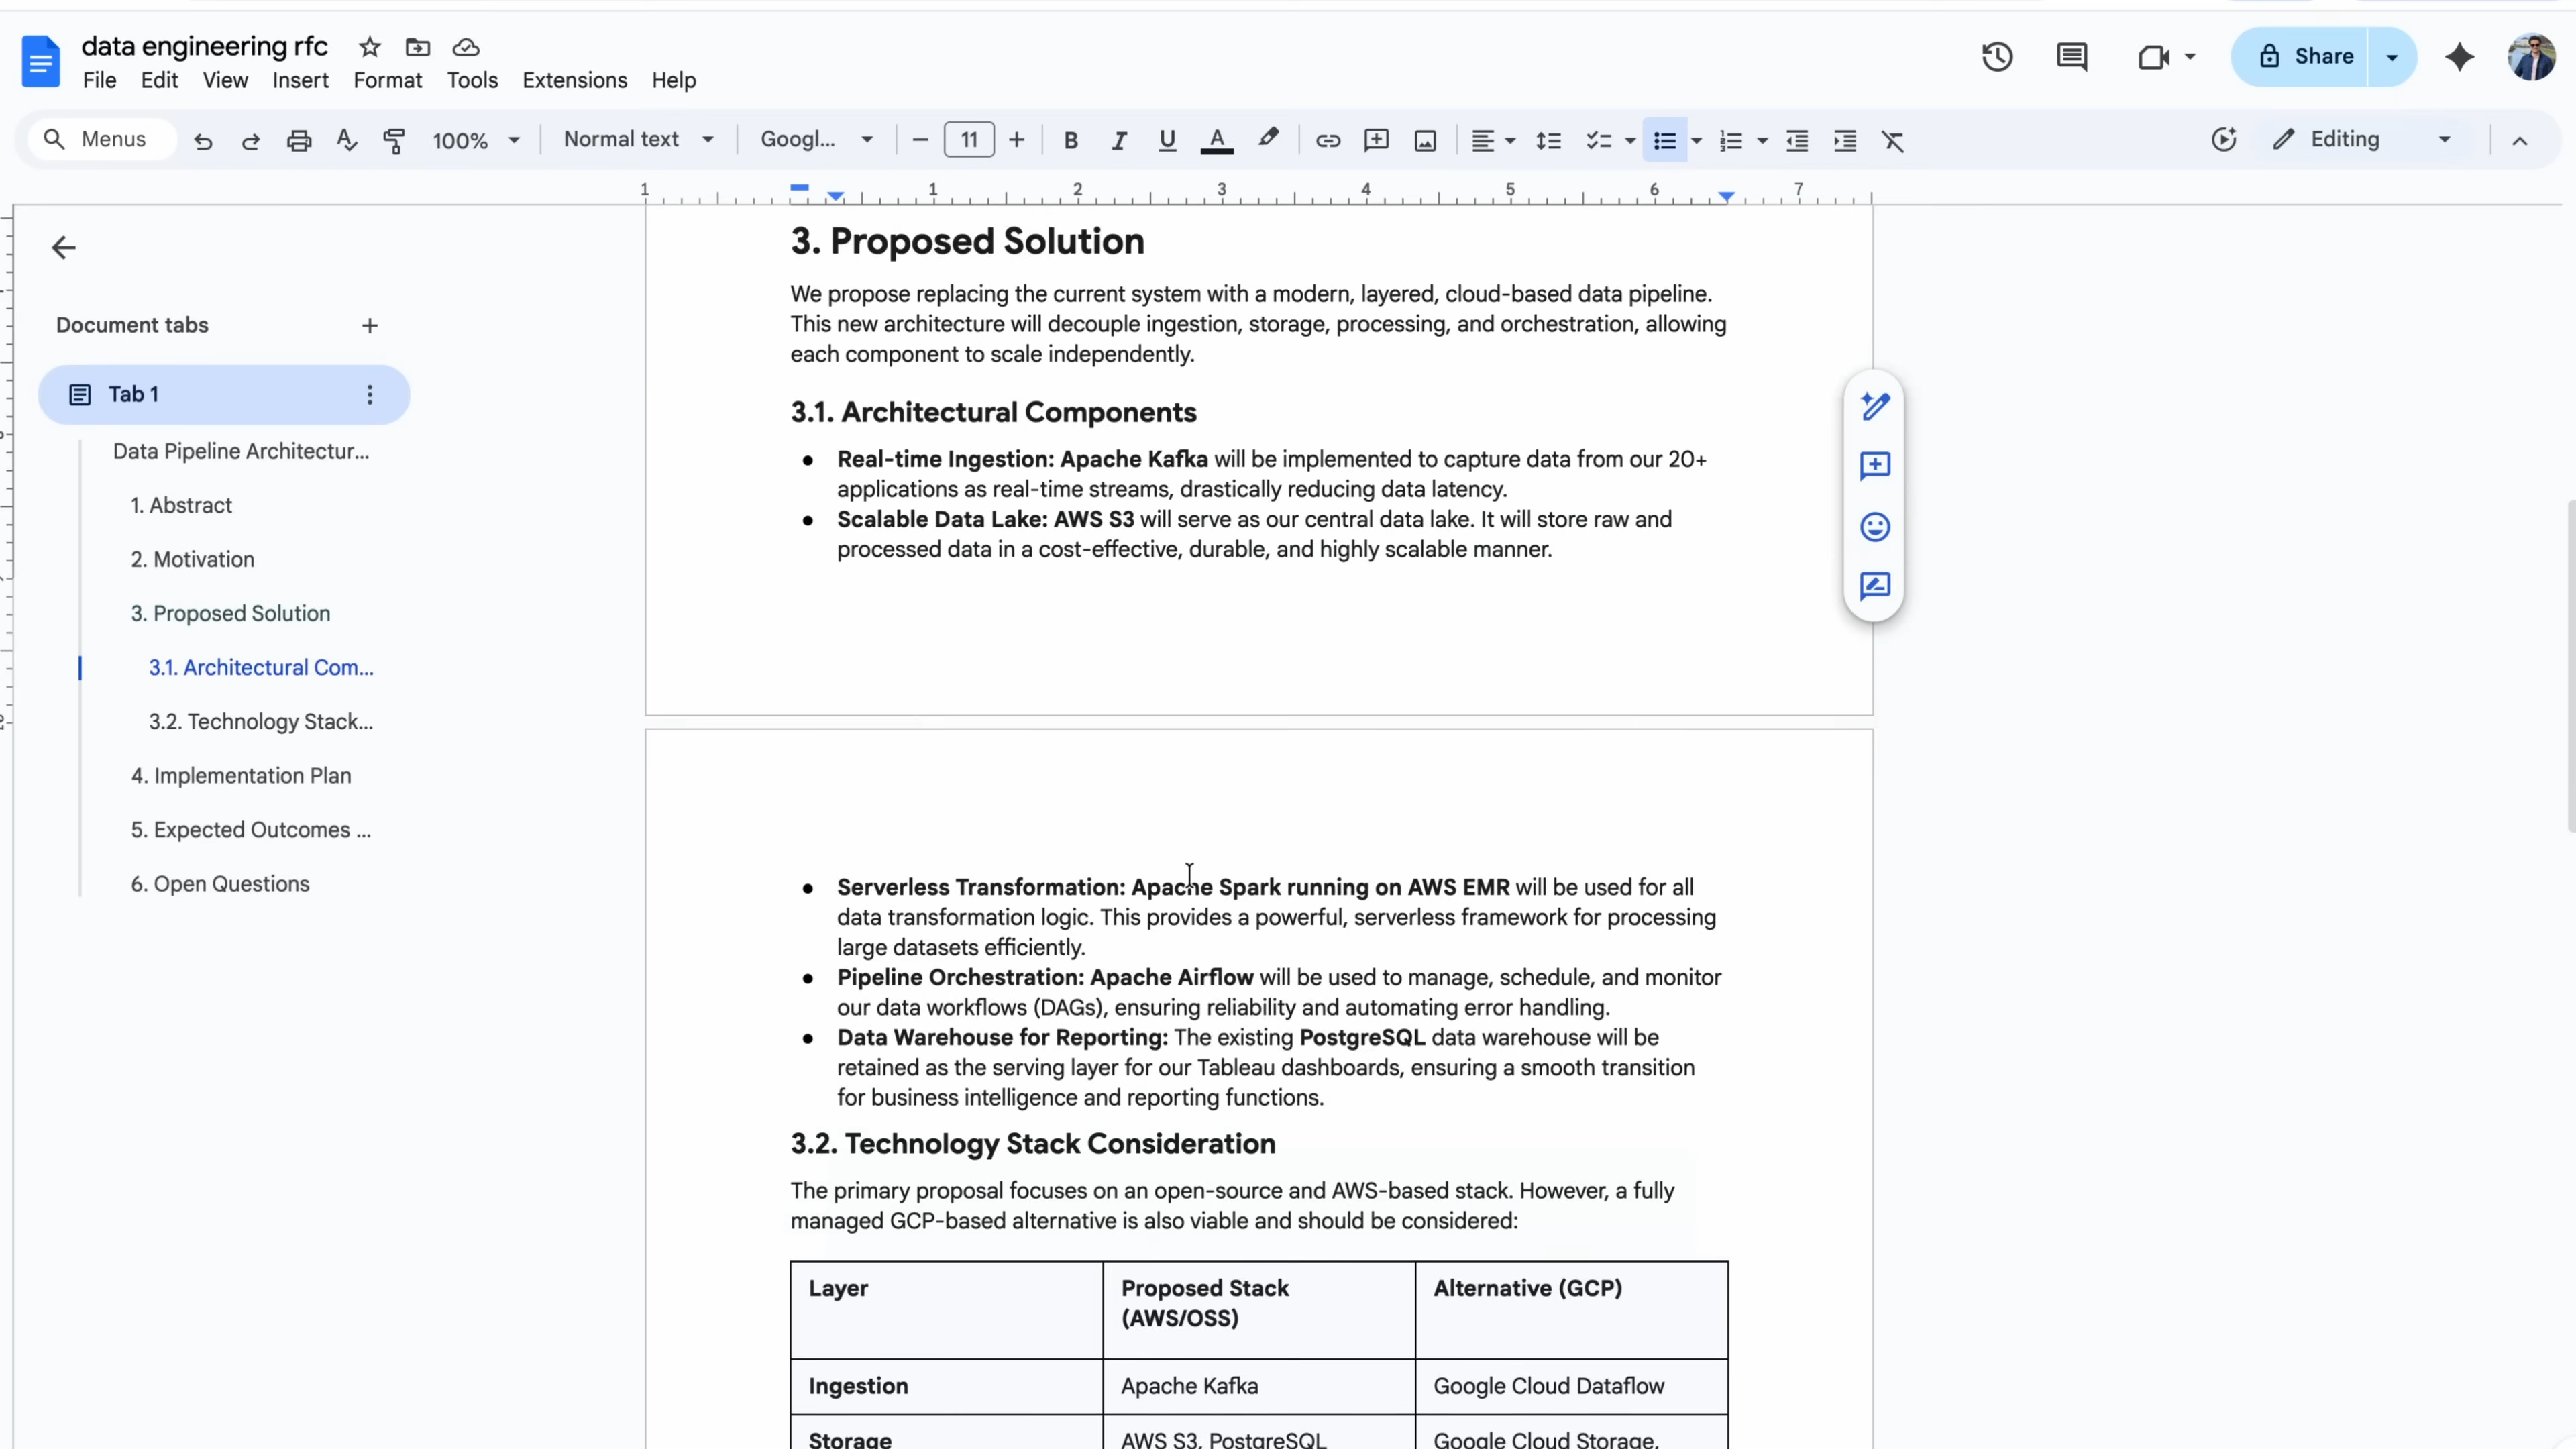 data engineering rfc
File Edit View Insert Format Tools Extensions Help
Share
Menus 100% Normal text Googl... 11 Editing
1 1 2 3 4 5 6 7
Document tabs
Tab 1
Data Pipeline Architectur...
1. Abstract
2. Motivation
3. Proposed Solution
3.1. Architectural Com...
3.2. Technology Stack...
4. Implementation Plan
5. Expected Outcomes ...
6. Open Questions
3. Proposed Solution
We propose replacing the current system with a modern, layered, cloud-based data pipeline.
This new architecture will decouple ingestion, storage, processing, and orchestration, allowing
each component to scale independently.
3.1. Architectural Components
● Real-time Ingestion: Apache Kafka will be implemented to capture data from our 20+
applications as real-time streams, drastically reducing data latency.
● Scalable Data Lake: AWS S3 will serve as our central data lake. It will store raw and
processed data in a cost-effective, durable, and highly scalable manner.
● Serverless Transformation: Apache Spark running on AWS EMR will be used for all
data transformation logic. This provides a powerful, serverless framework for processing
large datasets efficiently.
● Pipeline Orchestration: Apache Airflow will be used to manage, schedule, and monitor
our data workflows (DAGs), ensuring reliability and automating error handling.
● Data Warehouse for Reporting: The existing PostgreSQL data warehouse will be
retained as the serving layer for our Tableau dashboards, ensuring a smooth transition
for business intelligence and reporting functions.
3.2. Technology Stack Consideration
The primary proposal focuses on an open-source and AWS-based stack. However, a fully
managed GCP-based alternative is also viable and should be considered:
Layer Proposed Stack Alternative (GCP)
(AWS/OSS)
Ingestion Apache Kafka Google Cloud Dataflow
Storage AWS S3, PostgreSQL Google Cloud Storage,